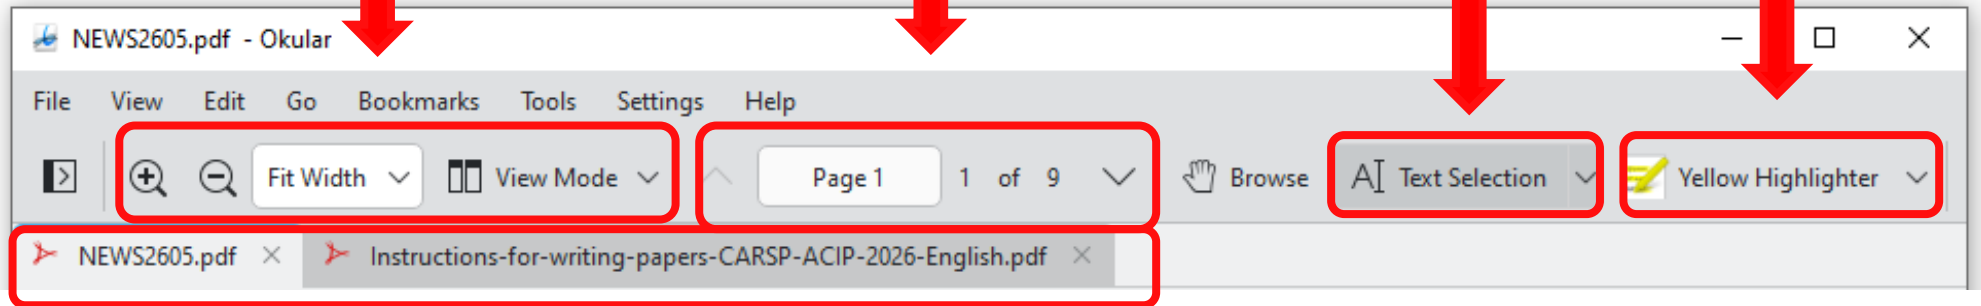 NEWS2605.pdf - Okular
File View Edit Go Bookmarks Tools Settings Help
Fit Width View Mode Page 1 1 of 9 Browse Text Selection Yellow Highlighter
NEWS2605.pdf Instructions-for-writing-papers-CARSP-ACIP-2026-English.pdf